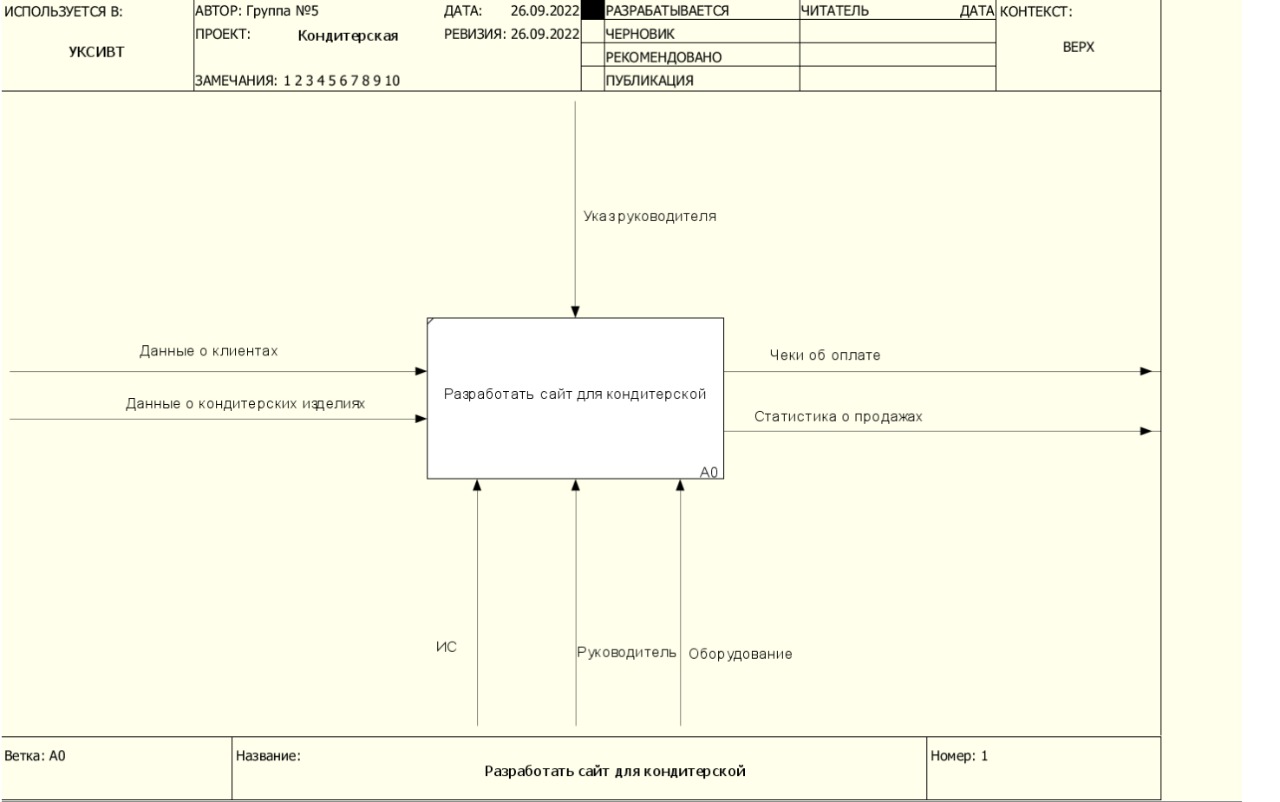 ИСПОЛЬЗУЕТСЯ В:
УКСИВТ
АВТОР: Группа №5
ДАТА: 26.09.2022
ПРОЕКТ: Кондитерская
РЕВИЗИЯ: 26.09.2022
ЗАМЕЧАНИЯ: 1 2 3 4 5 6 7 8 9 10
РАЗРАБАТЫВАЕТСЯ
ЧЕРНОВИК
РЕКОМЕНДОВАНО
ПУБЛИКАЦИЯ
ЧИТАТЕЛЬ ДАТА
КОНТЕКСТ:
ВЕРХ
Указ руководителя
Данные о клиентах
Данные о кондитерских изделиях
Разработать сайт для кондитерской
A0
Чеки об оплате
Статистика о продажах
ИС
Руководитель
Оборудование
Ветка: A0
Название:
Разработать сайт для кондитерской
Номер: 1